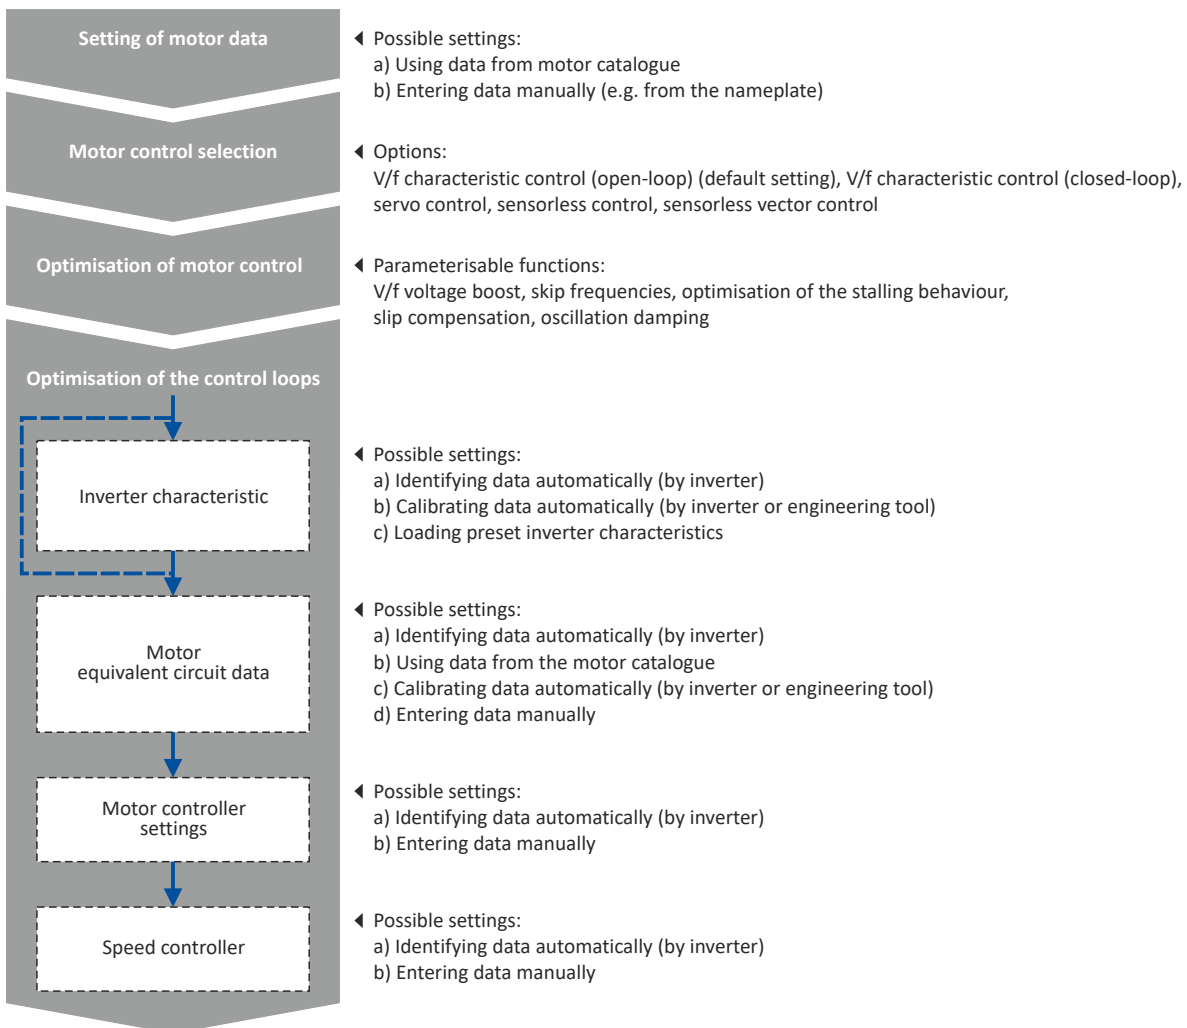 Setting of motor data
Possible settings:
a) Using data from motor catalogue
b) Entering data manually (e.g. from the nameplate)
Motor control selection
Options:
V/f characteristic control (open-loop) (default setting), V/f characteristic control (closed-loop),
servo control, sensorless control, sensorless vector control
Optimisation of motor control
Parameterisable functions:
V/f voltage boost, skip frequencies, optimisation of the stalling behaviour,
slip compensation, oscillation damping
Optimisation of the control loops
Inverter characteristic
Possible settings:
a) Identifying data automatically (by inverter)
b) Calibrating data automatically (by inverter or engineering tool)
c) Loading preset inverter characteristics
Motor
equivalent circuit data
Possible settings:
a) Identifying data automatically (by inverter)
b) Using data from the motor catalogue
c) Calibrating data automatically (by inverter or engineering tool)
d) Entering data manually
Motor controller
settings
Possible settings:
a) Identifying data automatically (by inverter)
b) Entering data manually
Speed controller
Possible settings:
a) Identifying data automatically (by inverter)
b) Entering data manually